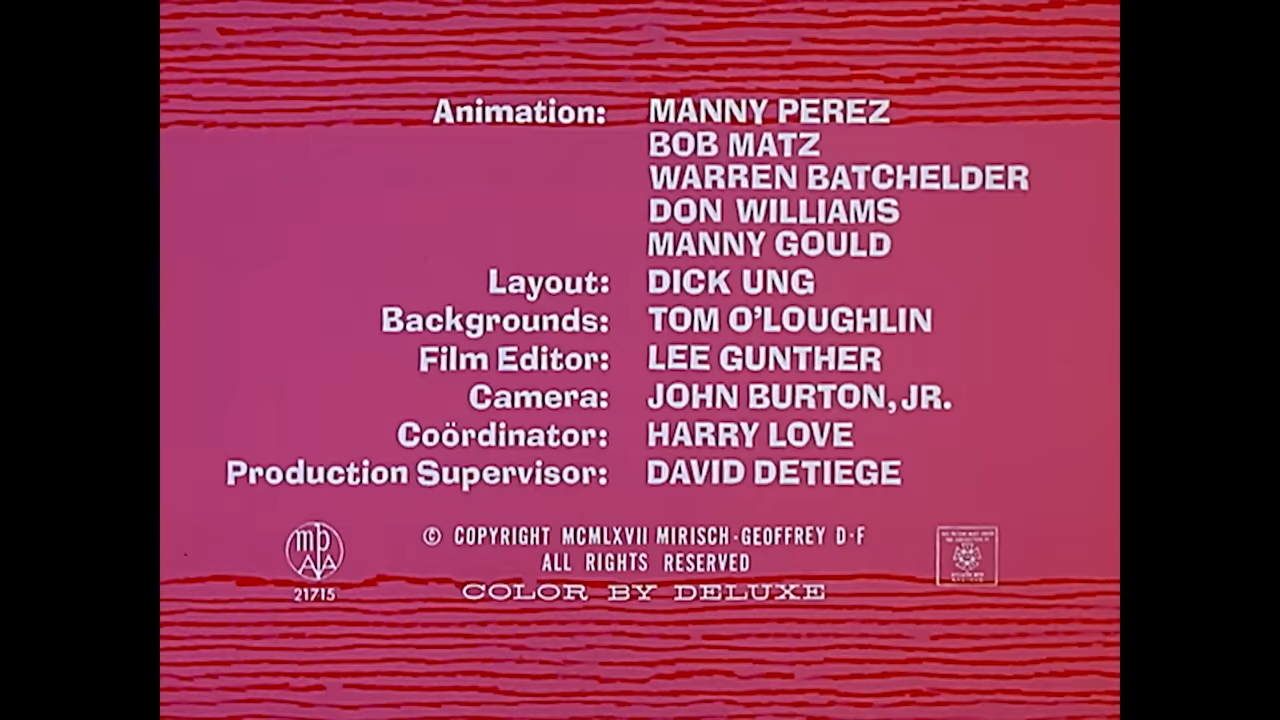 Animation: MANNY PEREZ
BOB MATZ
WARREN BATCHELDER
DON WILLIAMS
MANNY GOULD
Layout: DICK UNG
Backgrounds: TOM O'LOUGHLIN
Film Editor: LEE GUNTHER
Camera: JOHN BURTON, JR.
Coördinator: HARRY LOVE
Production Supervisor: DAVID DETIEGE
© COPYRIGHT MCMLXVII MIRISCH-GEOFFREY D-F
ALL RIGHTS RESERVED
COLOR BY DELUXE
mp
AA
21715